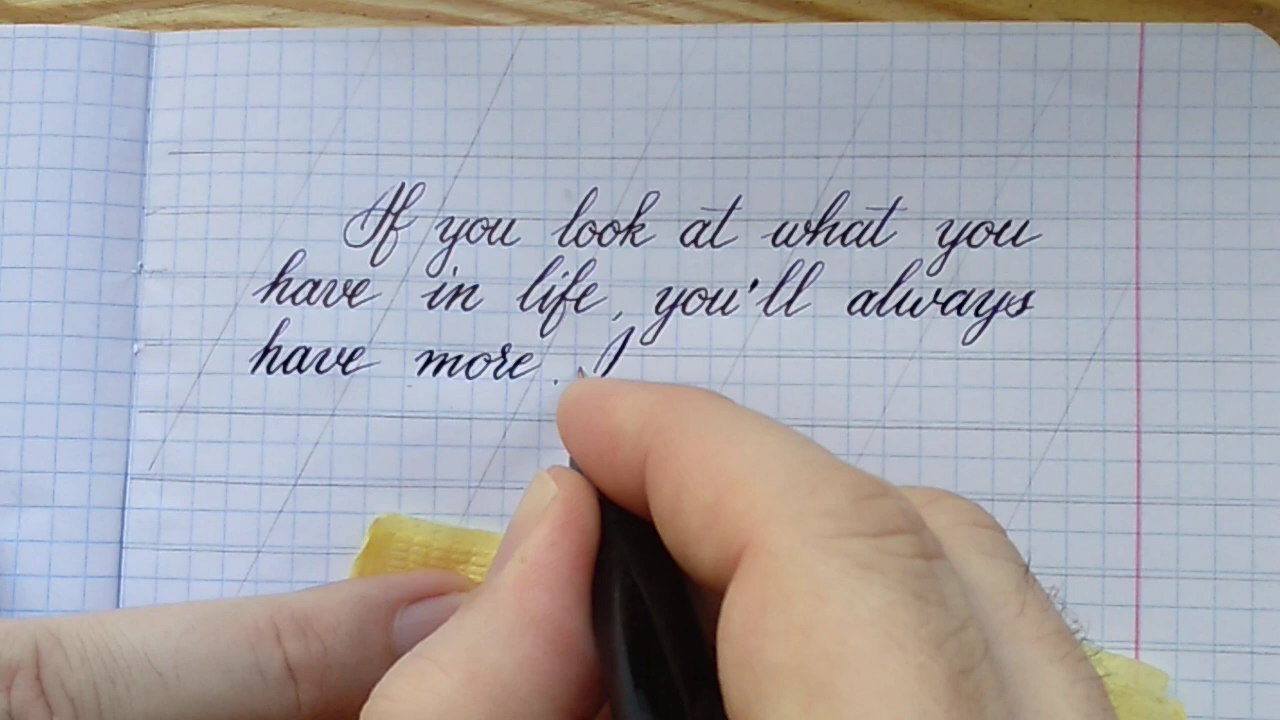 If you look at what you
have in life, you'll always
have more.